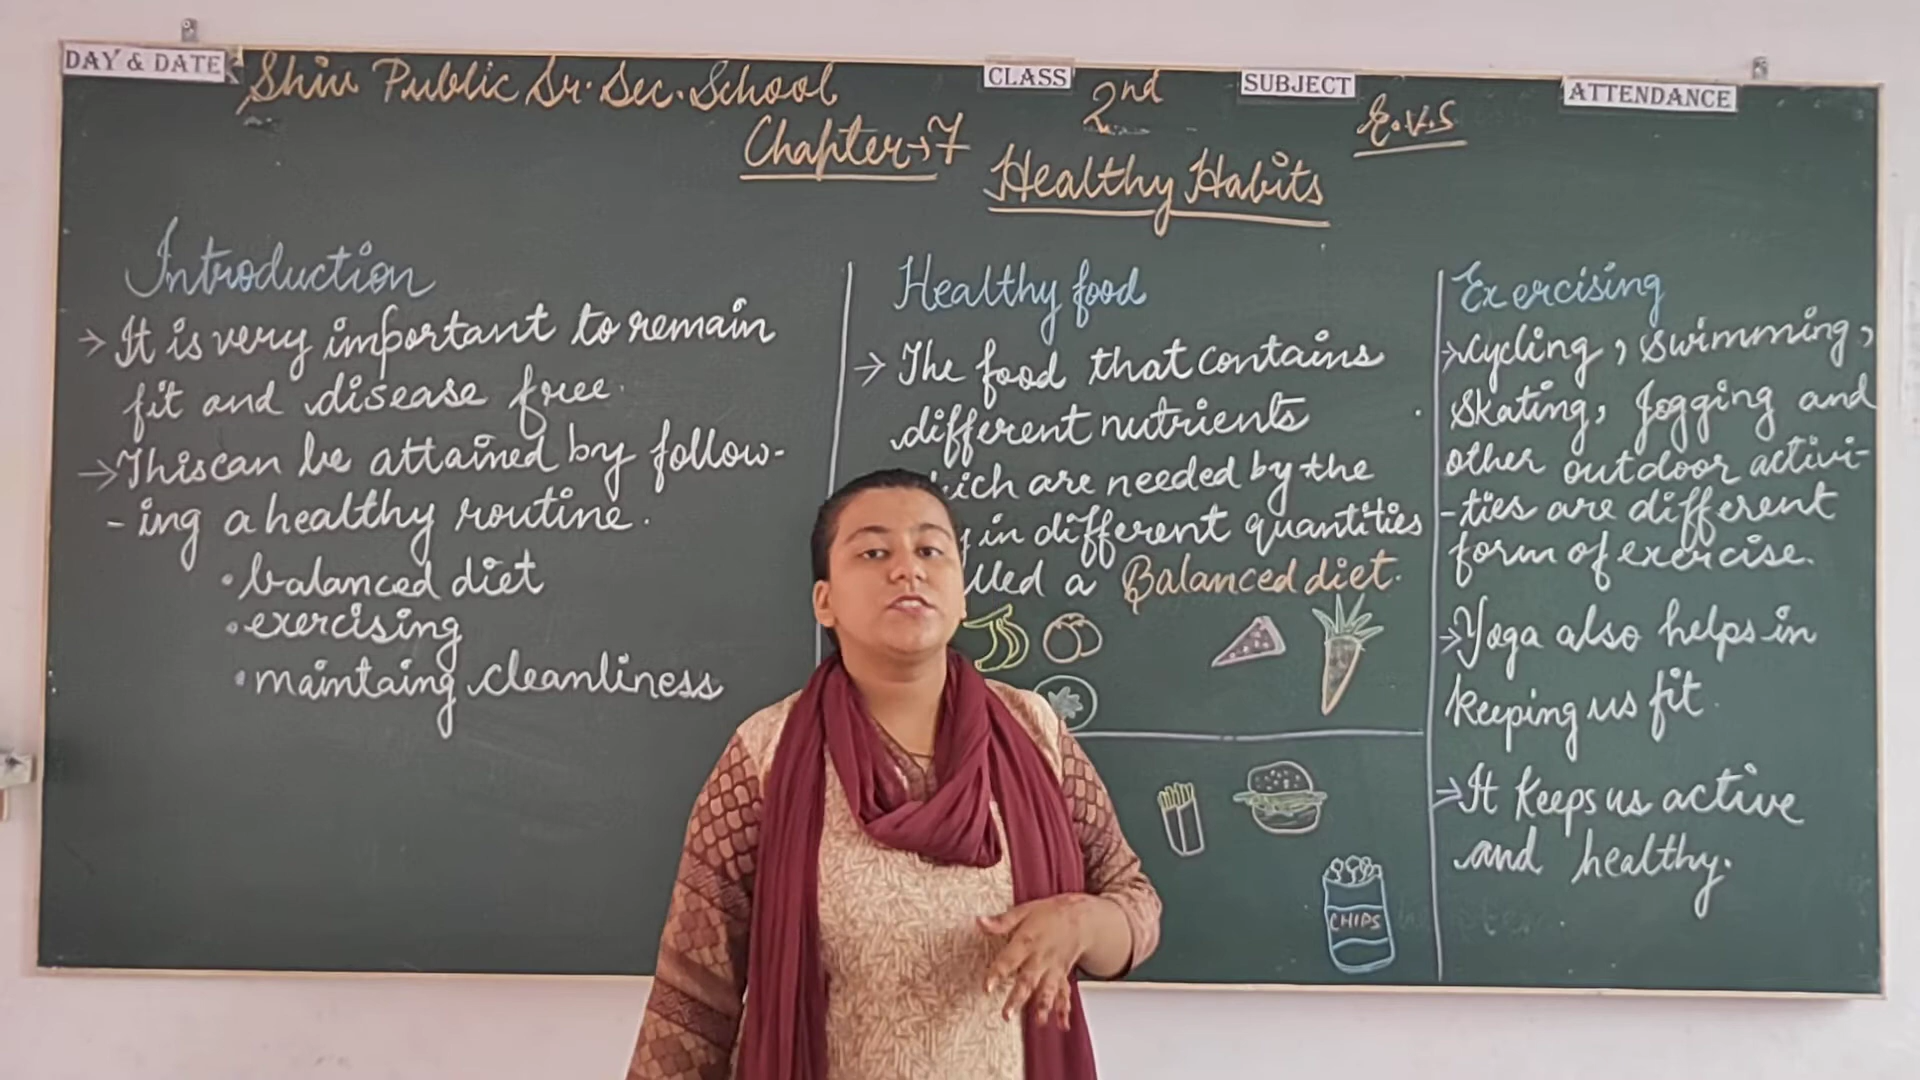 DAY & DATE
Shiv Public Sr. Sec. School
CLASS
2nd
SUBJECT
E.V.S
ATTENDANCE
Chapter→7
Healthy Habits
Introduction
→ It is very important to remain
fit and disease free.
→ This can be attained by follow-
- ing a healthy routine.
• balanced diet
• exercising
• maintaing cleanliness
Healthy food
→ The food that contains
different nutrients
are needed by the
in different quantities
a Balanced diet.
CHIPS
Exercising
→ cycling, swimming,
skating, jogging and
other outdoor activi-
-ties are different
form of exercise.
→ Yoga also helps in
keeping us fit.
→ It keeps us active
and healthy.